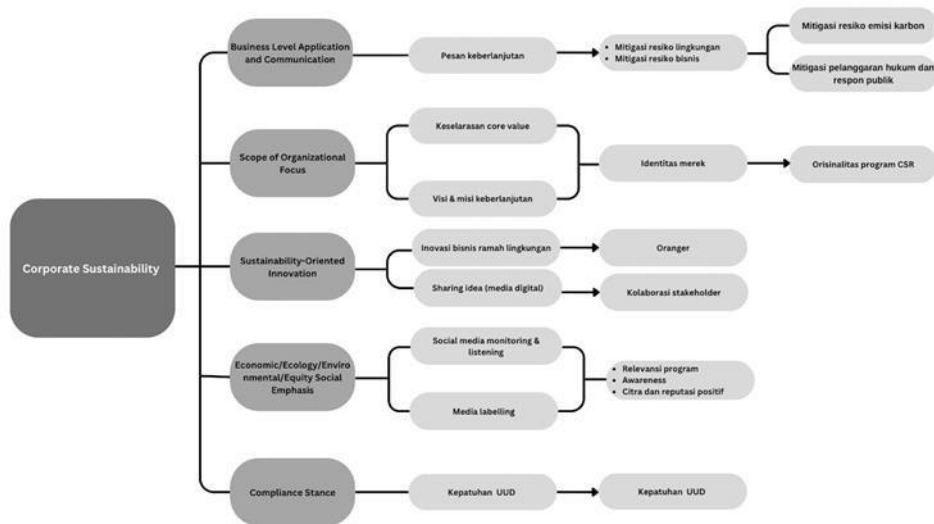 Corporate Sustainability
Business Level Application
and Communication
Pesan keberlanjutan
• Mitigasi resiko lingkungan
• Mitigasi resiko bisnis
Mitigasi resiko emisi karbon
Mitigasi pelanggaran hukum dan
respon publik
Scope of Organizational
Focus
Keselarasan core value
Visi & misi keberlanjutan
Identitas merek
Orisinalitas program CSR
Sustainability-Oriented
Innovation
Inovasi bisnis ramah lingkungan
Oranger
Sharing idea (media digital)
Kolaborasi stakeholder
Economic/Ecology/Enviro
nmental/Equity Social
Emphasis
Social media monitoring &
listening
Media labelling
• Relevansi program
• Awareness
• Citra dan reputasi positif
Compliance Stance
Kepatuhan UUD
Kepatuhan UUD